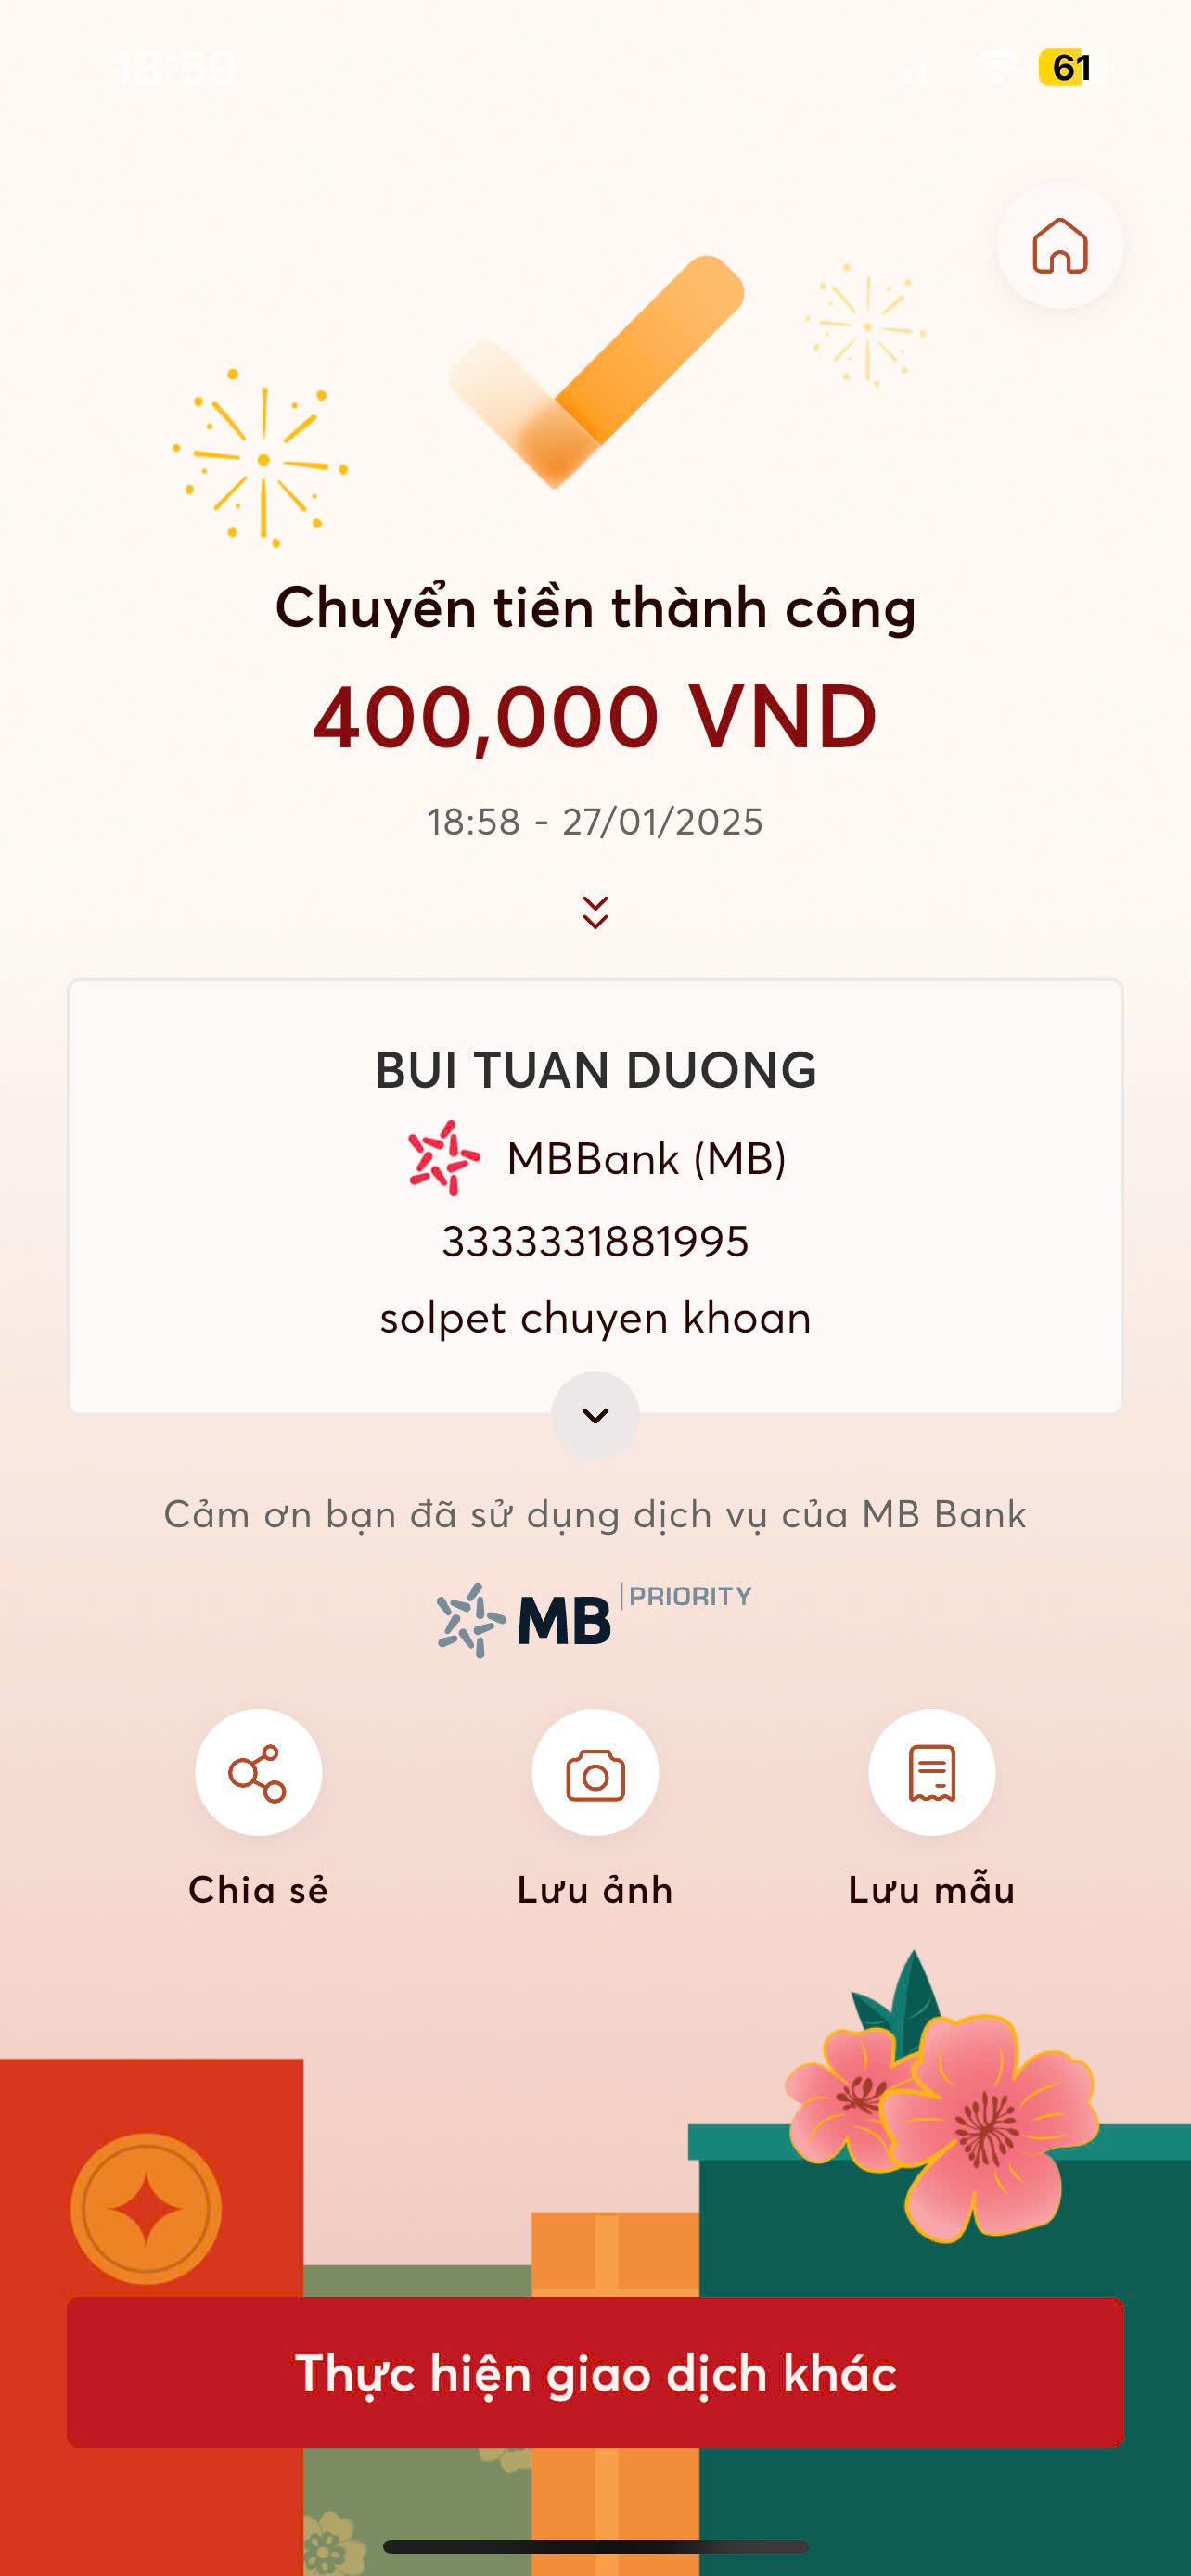 18:59
61
Chuyển tiền thành công
400,000 VND
18:58 - 27/01/2025
BUI TUAN DUONG
MBBank (MB)
3333331881995
solpet chuyen khoan
Cảm ơn bạn đã sử dụng dịch vụ của MB Bank
MB PRIORITY
Chia sẻ
Lưu ảnh
Lưu mẫu
Thực hiện giao dịch khác